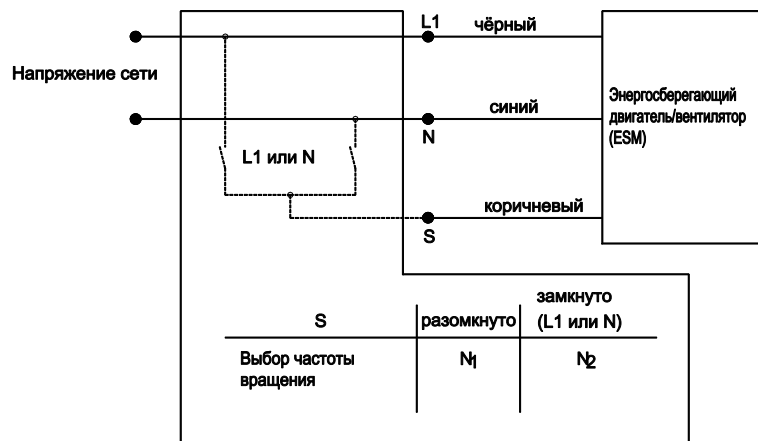 L1
чёрный
Напряжение сети
Энергосберегающий
двигатель/вентилятор
(ESM)
синий
N
L1 или N
коричневый
S
замкнуто
S
разомкнуто
(L1 или N)
Выбор частоты
вращения
N1
N2